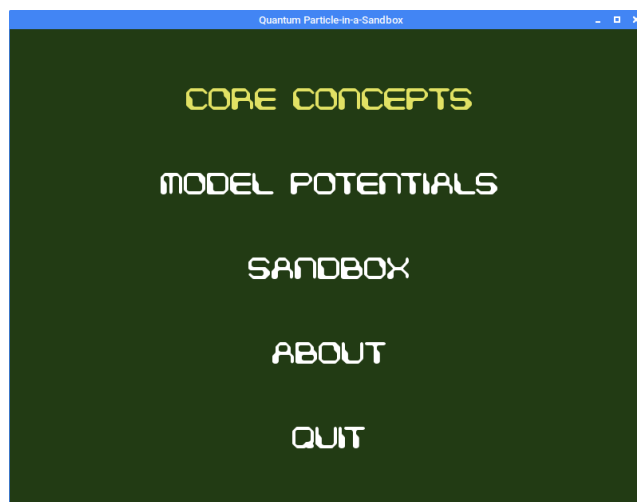 Quantum Particle-in-a-Sandbox
CORE CONCEPTS
MODEL POTENTIALS
SANDBOX
ABOUT
QUIT